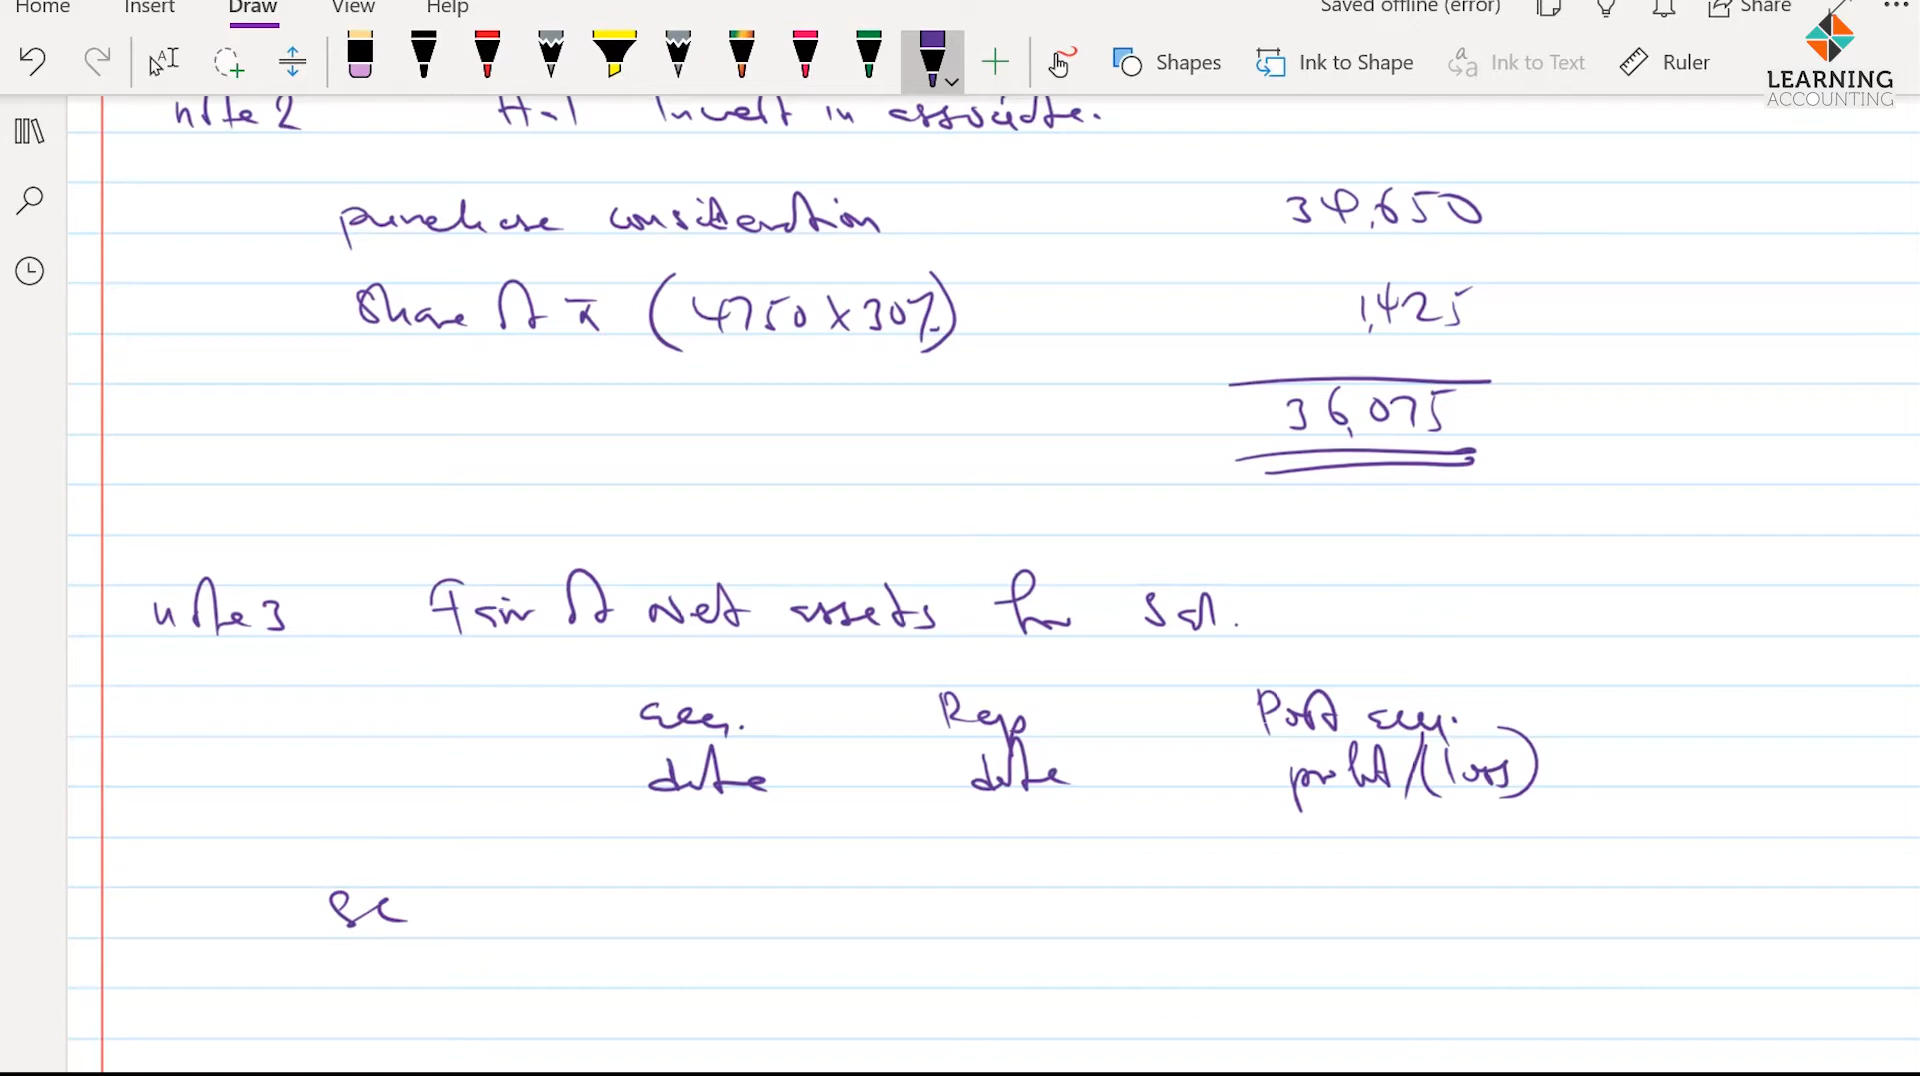 Home Insert Draw View Help Saved offline (error) Share
Shapes Ink to Shape Ink to Text Ruler
LEARNING
ACCOUNTING
note 2 Invest in associate.
purchase consideration 34,650
Share of π (4750 x 30%) 1,425
36,075
note 3 Fair of Net assets for Sat.
acq. Rep Post acq.
date date profit/(loss)
SC